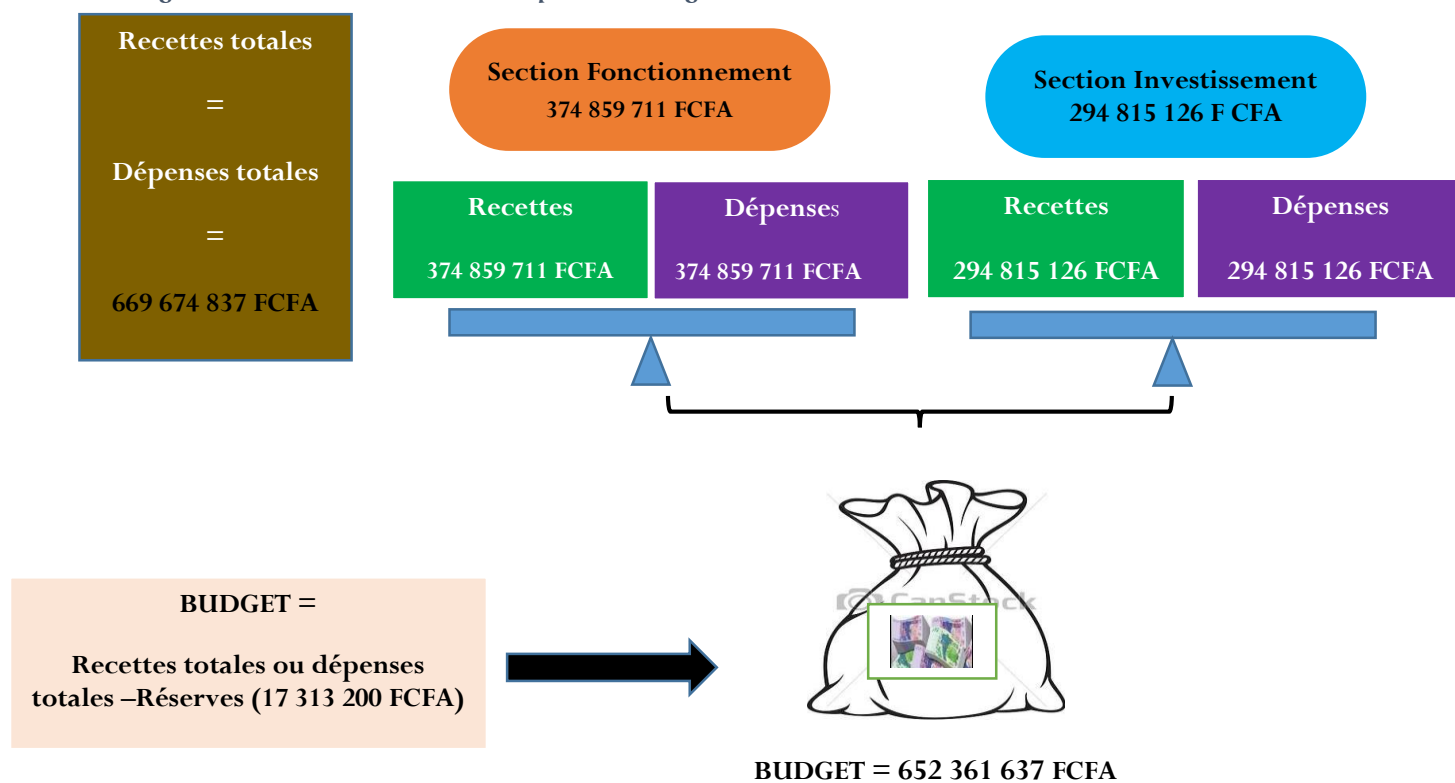 Recettes totales
=
Dépenses totales
=
669 674 837 FCFA
Section Fonctionnement
374 859 711 FCFA
Section Investissement
294 815 126 F CFA
Recettes
374 859 711 FCFA
Dépenses
374 859 711 FCFA
Recettes
294 815 126 FCFA
Dépenses
294 815 126 FCFA
CanStock
BUDGET =
Recettes totales ou dépenses
totales –Réserves (17 313 200 FCFA)
BUDGET = 652 361 637 FCFA